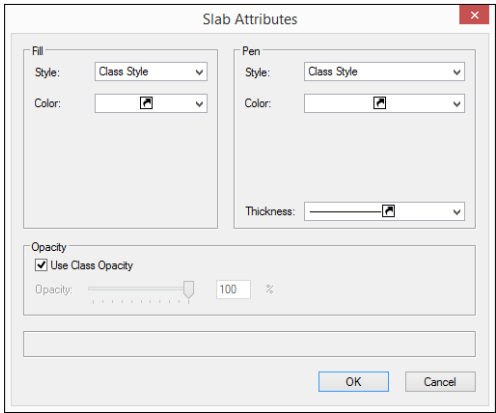 Slab Attributes
Fill
Style: Class Style
Color:
Pen
Style: Class Style
Color:
Thickness:
Opacity
Use Class Opacity
Opacity: 100 %
OK Cancel